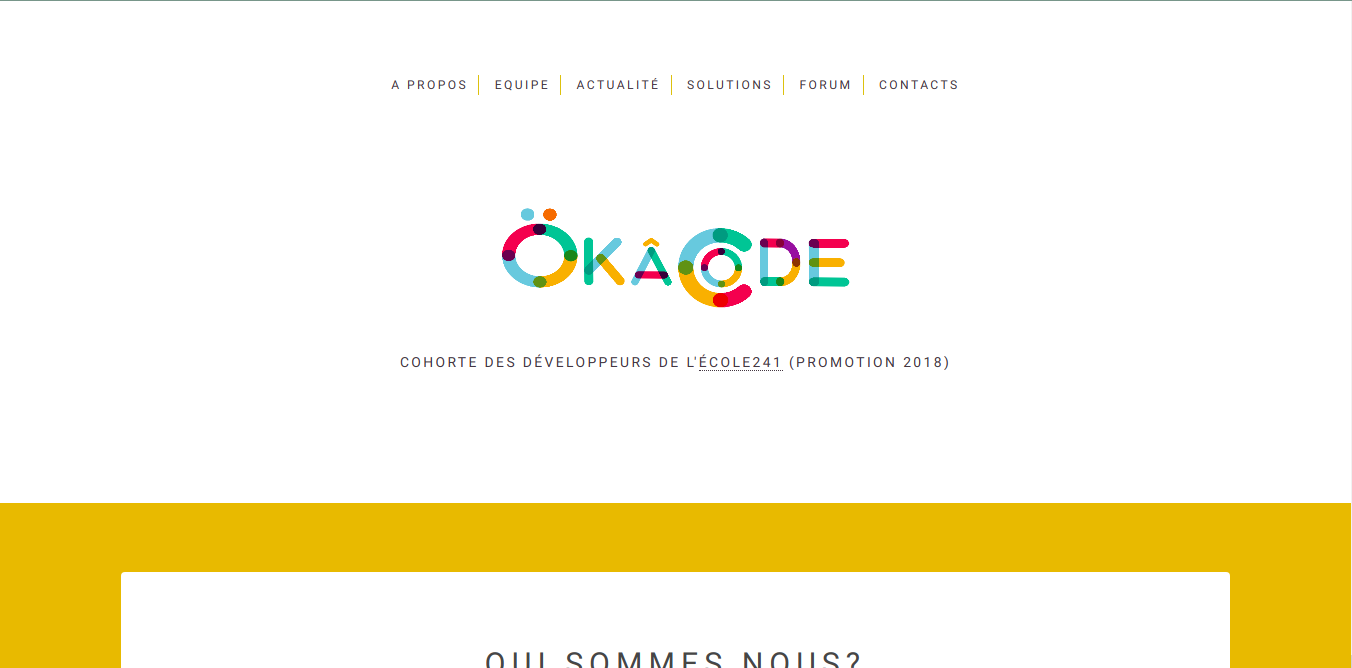 A PROPOS EQUIPE ACTUALITÉ SOLUTIONS FORUM CONTACTS
ÖKÂCODE
COHORTE DES DÉVELOPPEURS DE L'ÉCOLE241 (PROMOTION 2018)
QUI SOMMES NOUS?